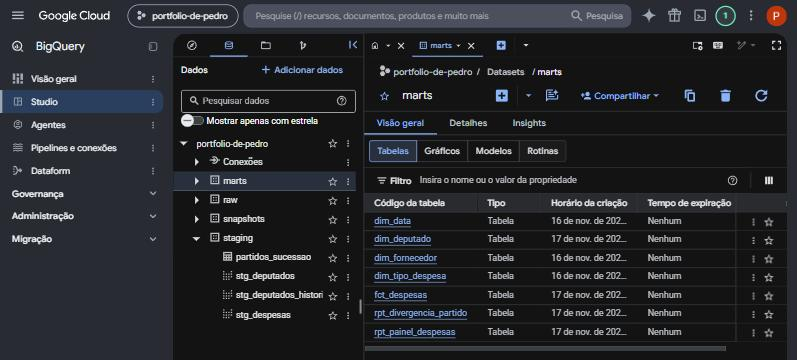 Google Cloud
portfolio-de-pedro
Pesquise (/) recursos, documentos, produtos e muito mais
Pesquisa
1
P
BigQuery
Visão geral
Studio
Agentes
Pipelines e conexões
Dataform
Governança
Administração
Migração
Dados
Adicionar dados
Pesquisar dados
Mostrar apenas com estrela
portfolio-de-pedro
Conexões
marts
raw
snapshots
staging
partidos_sucessao
stg_deputados
stg_deputados_histori
stg_despesas
marts
portfolio-de-pedro / Datasets / marts
marts
Compartilhar
Visão geral Detalhes Insights
Tabelas Gráficos Modelos Rotinas
Filtro Insira o nome ou o valor da propriedade
Código da tabela Tipo Horário da criação Tempo de expiração
dim_data Tabela 16 de nov. de 202... Nenhum
dim_deputado Tabela 17 de nov. de 202... Nenhum
dim_fornecedor Tabela 16 de nov. de 202... Nenhum
dim_tipo_despesa Tabela 16 de nov. de 202... Nenhum
fct_despesas Tabela 17 de nov. de 202... Nenhum
rpt_divergencia_partido Tabela 17 de nov. de 202... Nenhum
rpt_painel_despesas Tabela 17 de nov. de 202... Nenhum